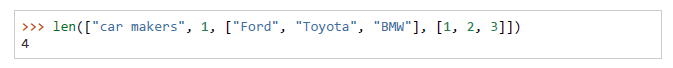 >>> len(["car makers", 1, ["Ford", "Toyota", "BMW"], [1, 2, 3]])
4